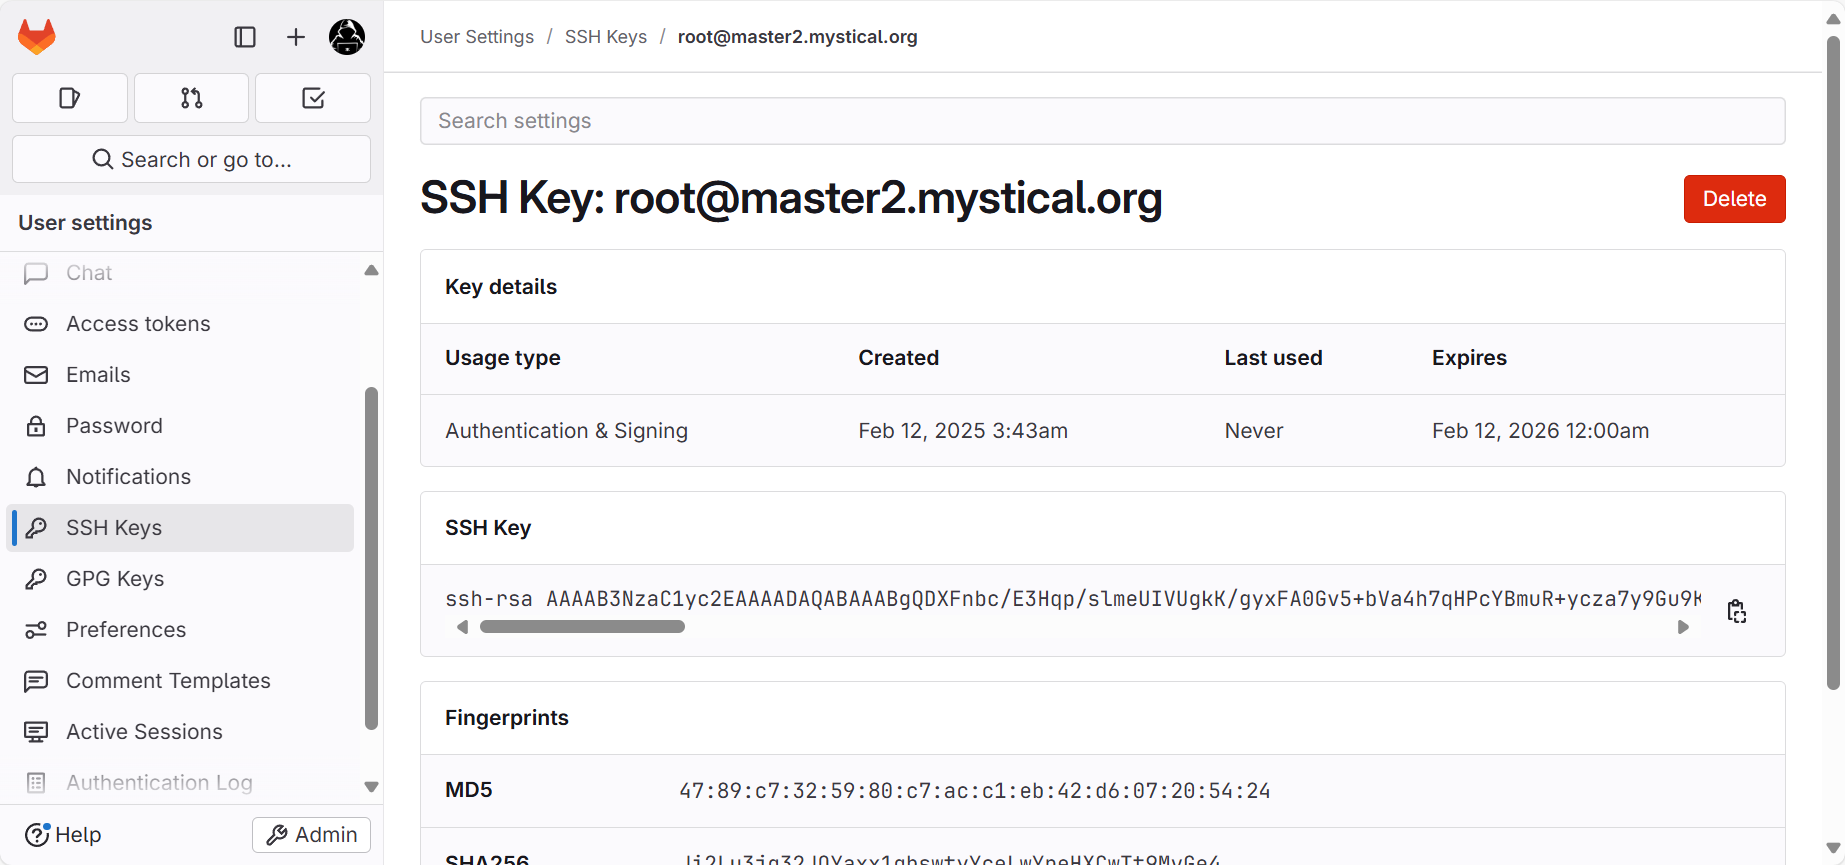 User Settings / SSH Keys / root@master2.mystical.org
Search or go to...
User settings
Chat
Access tokens
Emails
Password
Notifications
SSH Keys
GPG Keys
Preferences
Comment Templates
Active Sessions
Authentication Log
Help
Admin
Search settings
SSH Key: root@master2.mystical.org
Delete
Key details
Usage type Created Last used Expires
Authentication & Signing Feb 12, 2025 3:43am Never Feb 12, 2026 12:00am
SSH Key
ssh-rsa AAAAB3NzaC1yc2EAAAADAQABAAABgQDXFnbc/E3Hqp/slmeUIVUgkK/gyxFA0Gv5+bVa4h7qHPcYBmuR+ycza7y9Gu9K
Fingerprints
MD5 47:89:c7:32:59:80:c7:ac:c1:eb:42:d6:07:20:54:24
SHA256